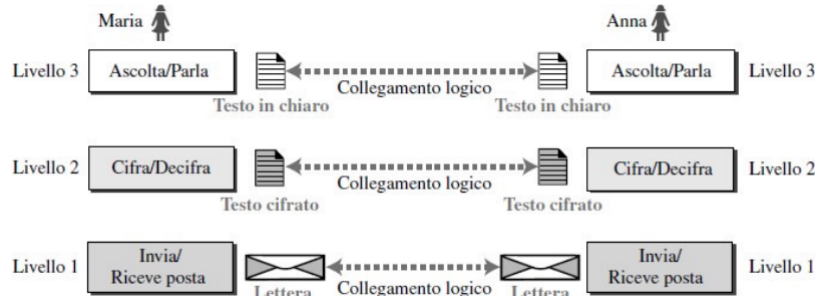 Maria Anna
Livello 3 Ascolta/Parla Ascolta/Parla Livello 3
Collegamento logico
Testo in chiaro Testo in chiaro
Livello 2 Cifra/Decifra Cifra/Decifra Livello 2
Collegamento logico
Testo cifrato Testo cifrato
Invia/ Invia/
Livello 1 Livello 1
Riceve posta Riceve posta
Lettera Collegamento logico Lettera